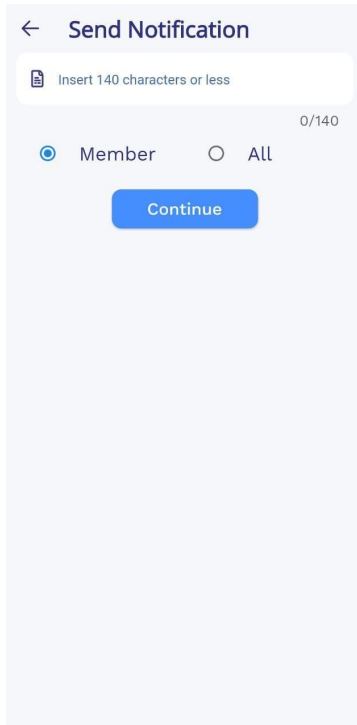 Send Notification
Insert 140 characters or less
0/140
Member All
Continue